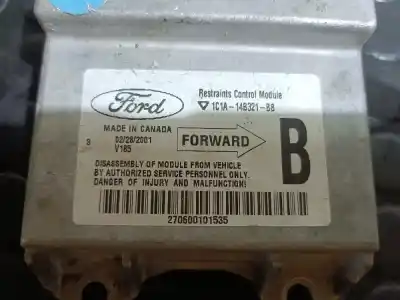 Ford
Restraints Control Module
1C1A-14B321-BB
MADE IN CANADA
S 02/28/2001
V185
FORWARD
B
DISASSEMBLY OF MODULE FROM VEHICLE
BY AUTHORIZED SERVICE PERSONNEL ONLY.
DANGER OF INJURY AND MALFUNCTION!
270600101535